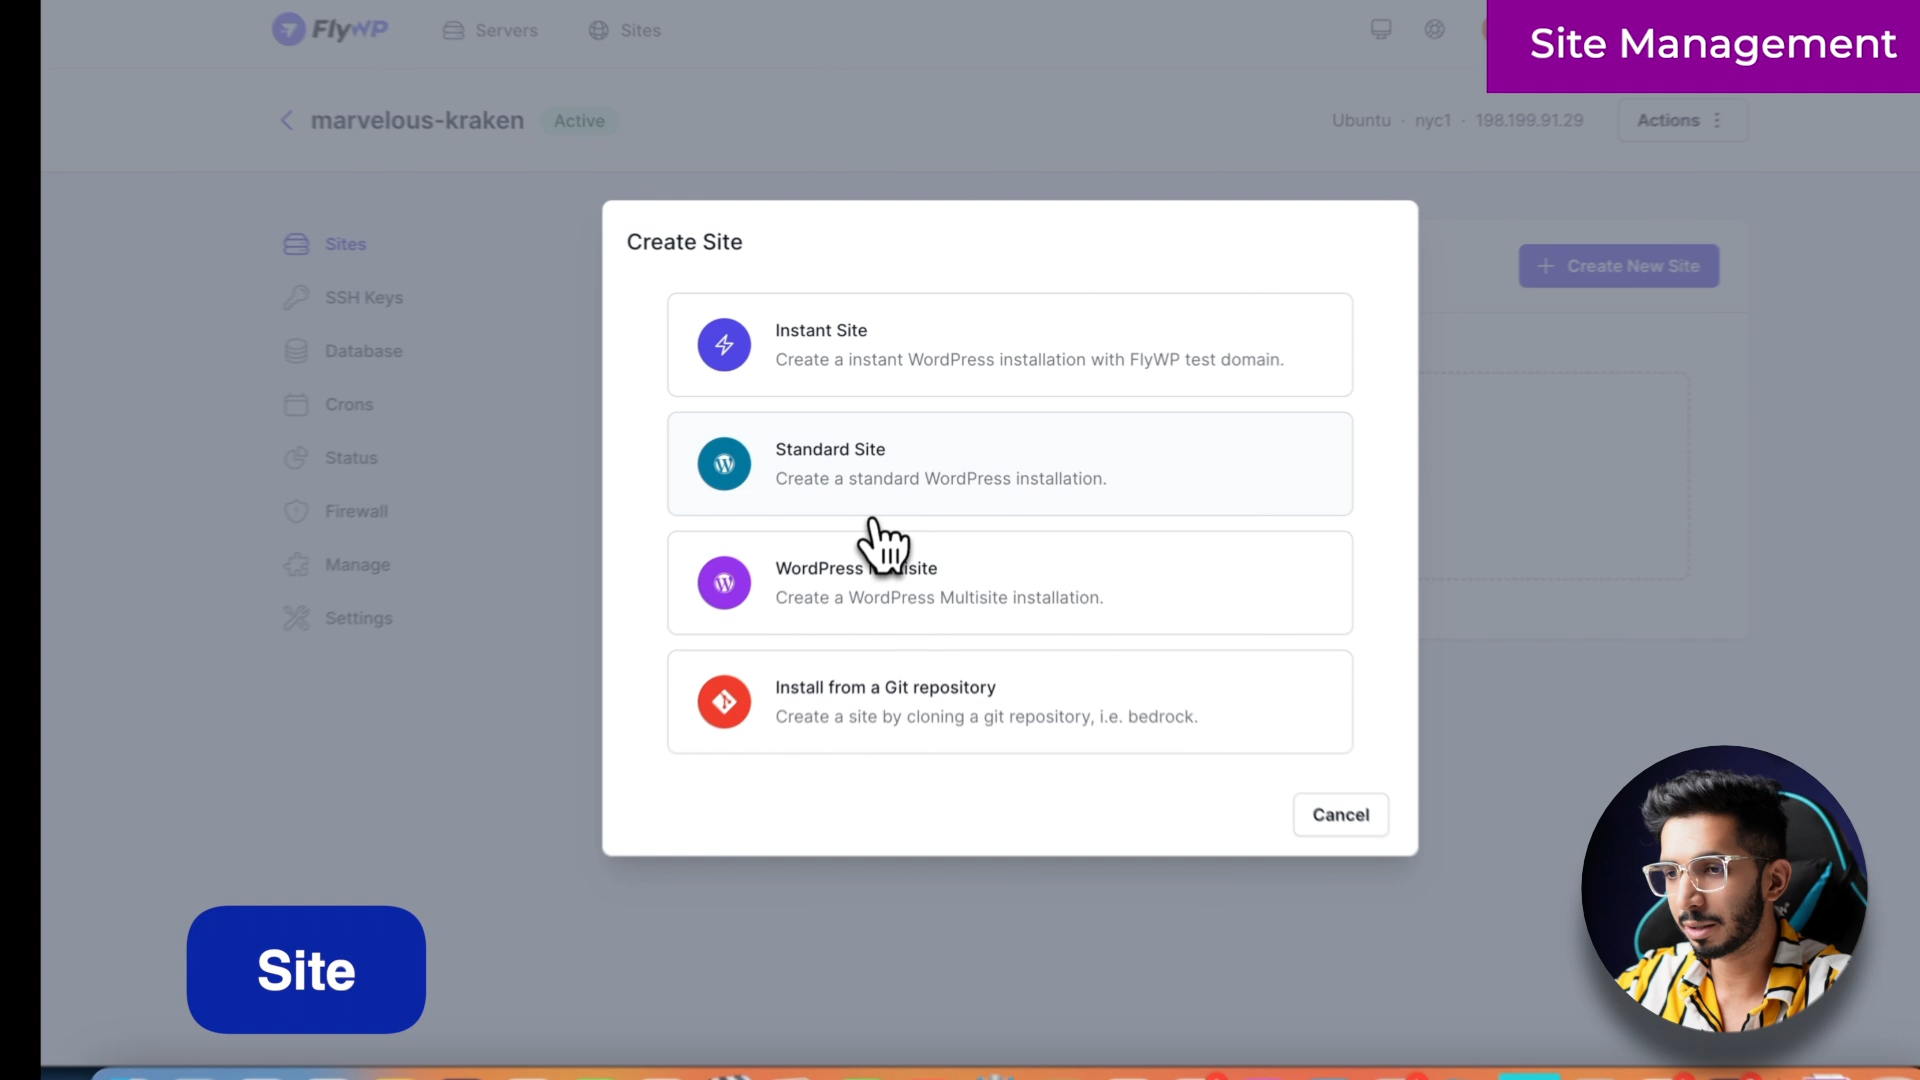 FlyWP
Servers
Sites
Site Management
marvelous-kraken
Active
Ubuntu · nyc1 · 198.199.91.29
Actions
Sites
SSH Keys
Database
Crons
Status
Firewall
Manage
Settings
Create New Site
Create Site
Instant Site
Create a instant WordPress installation with FlyWP test domain.
Standard Site
Create a standard WordPress installation.
WordPress
Create a WordPress Multisite installation.
Install from a Git repository
Create a site by cloning a git repository, i.e. bedrock.
Cancel
Site